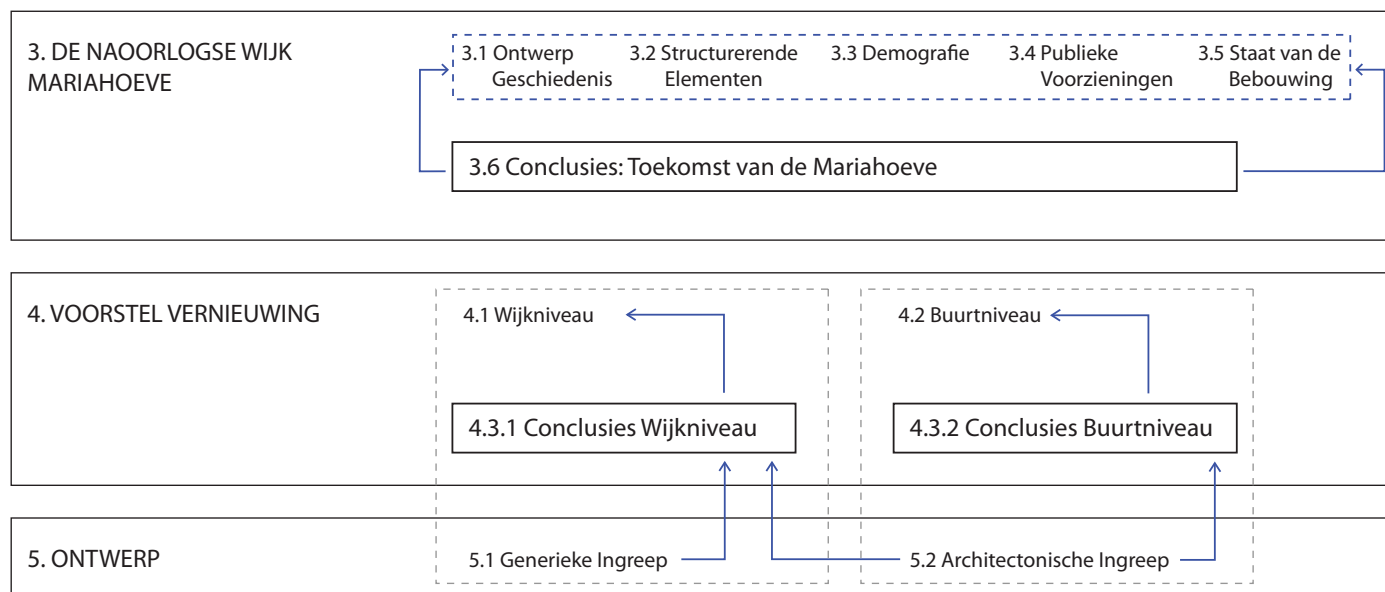 3. DE NAOORLOGSE WIJK
MARIAHOEVE
3.1 Ontwerp
Geschiedenis
3.2 Structurerende
Elementen
3.3 Demografie
3.4 Publieke
Voorzieningen
3.5 Staat van de
Bebouwing
3.6 Conclusies: Toekomst van de Mariahoeve
4. VOORSTEL VERNIEUWING
4.1 Wijkniveau
4.2 Buurtniveau
4.3.1 Conclusies Wijkniveau
4.3.2 Conclusies Buurtniveau
5. ONTWERP
5.1 Generieke Ingreep
5.2 Architectonische Ingreep